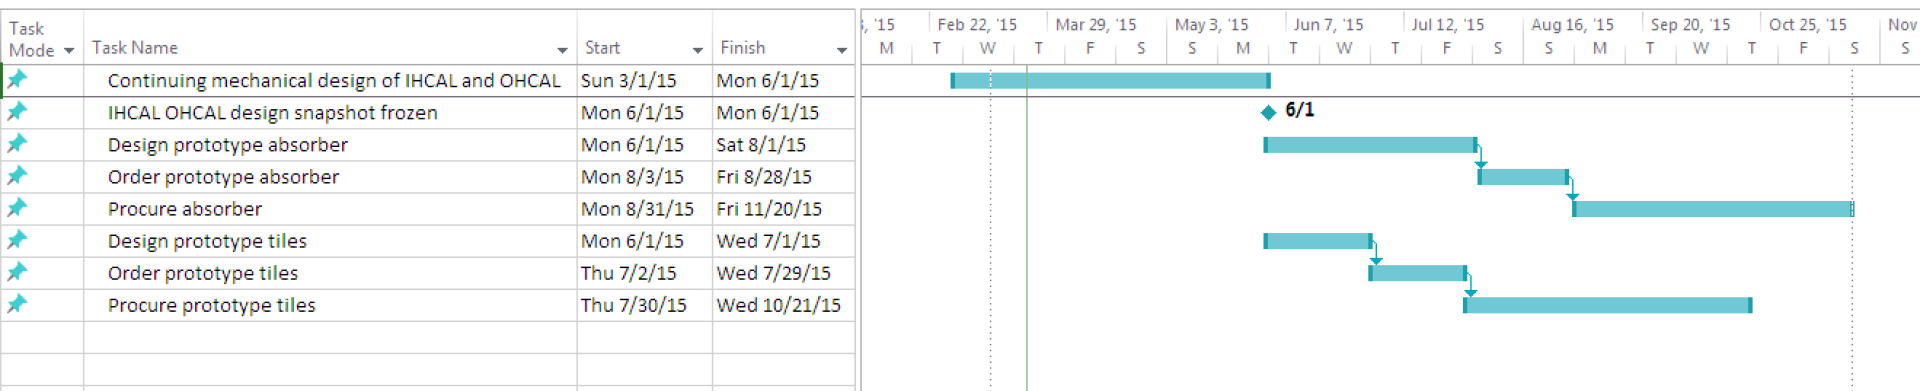 Task Mode Task Name Start Finish
, '15 Feb 22, '15 Mar 29, '15 May 3, '15 Jun 7, '15 Jul 12, '15 Aug 16, '15 Sep 20, '15 Oct 25, '15 Nov
M T W T F S S M T W T F S S M T W T F S S
Continuing mechanical design of IHCAL and OHCAL Sun 3/1/15 Mon 6/1/15
IHCAL OHCAL design snapshot frozen Mon 6/1/15 Mon 6/1/15 6/1
Design prototype absorber Mon 6/1/15 Sat 8/1/15
Order prototype absorber Mon 8/3/15 Fri 8/28/15
Procure absorber Mon 8/31/15 Fri 11/20/15
Design prototype tiles Mon 6/1/15 Wed 7/1/15
Order prototype tiles Thu 7/2/15 Wed 7/29/15
Procure prototype tiles Thu 7/30/15 Wed 10/21/15